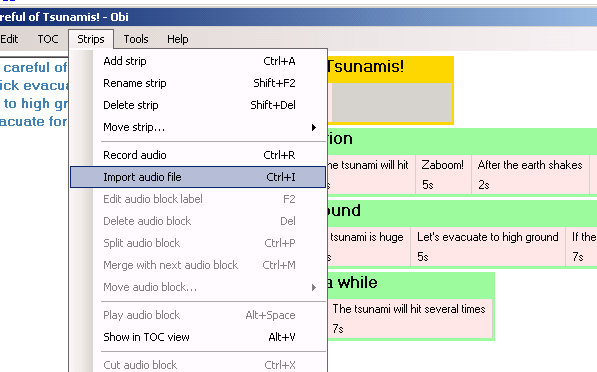 reful of Tsunamis! - Obi
Edit TOC Strips Tools Help
careful of
ick evacu
to high gr
acuate for
Add strip Ctrl+A
Rename strip Shift+F2
Delete strip Shift+Del
Move strip...
Record audio Ctrl+R
Import audio file Ctrl+I
Edit audio block label F2
Delete audio block Del
Split audio block Ctrl+P
Merge with next audio block Ctrl+M
Move audio block...
Play audio block Alt+Space
Show in TOC view Alt+V
Cut audio block Ctrl+X
Tsunamis!
ion
he tsunami will hit Zaboom! After the earth shakes
s 5s 2s
ound
tsunami is huge Let's evacuate to high ground If the
s. 5s 7s
a while
The tsunami will hit several times
7s